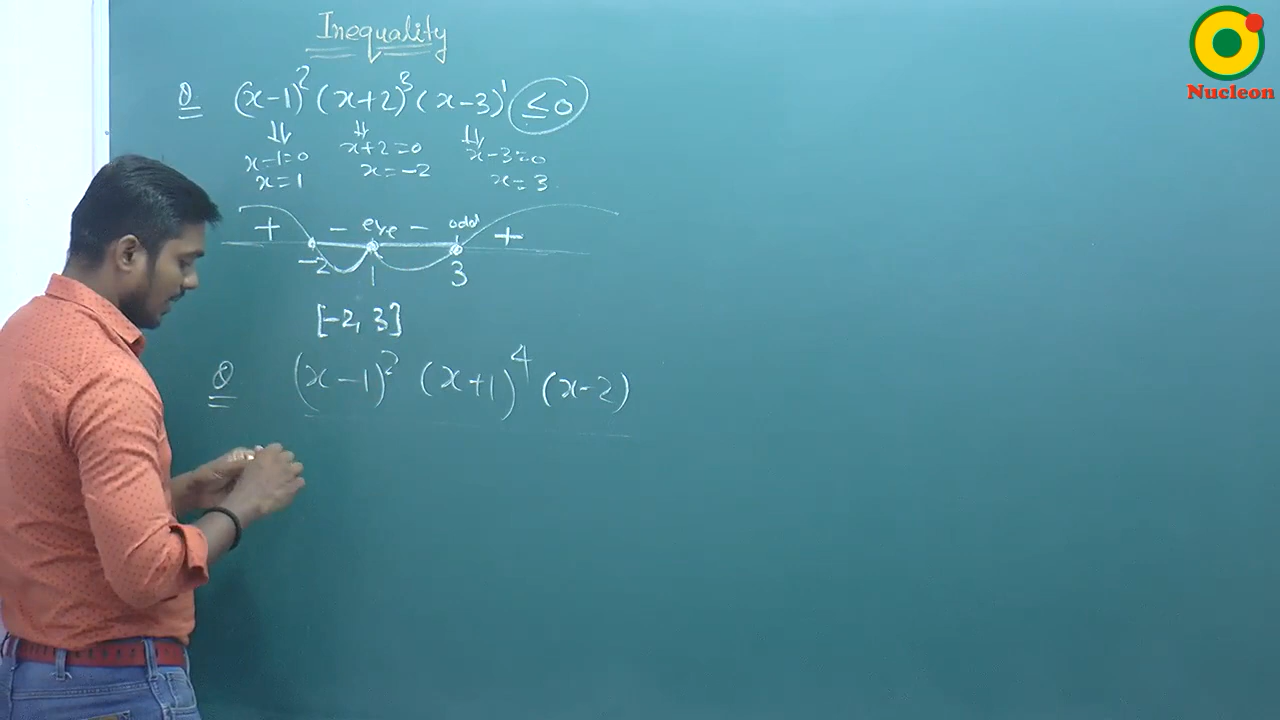 Inequality
Q (x-1)² (x+2)³ (x-3)¹ ≤ 0
⇓ ⇓ ⇓
x-1=0 x+2=0 x-3=0
x=1 x=-2 x=3
+ - eve - odd +
-2 1 3
[-2, 3]
Q (x-1)² (x+1)⁴ (x-2)
Nucleon